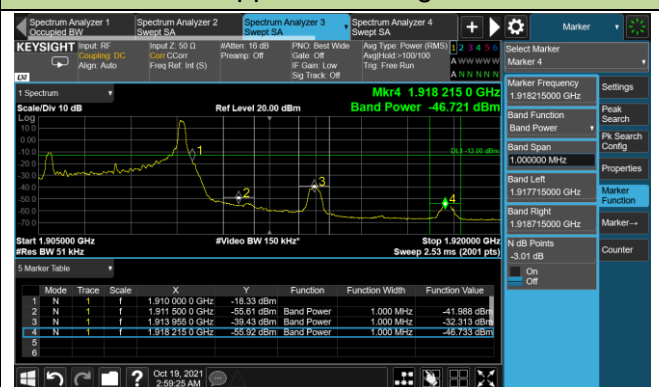 Spectrum Analyzer 1
Occupied BW
Spectrum Analyzer 2
Swept SA
Spectrum Analyzer 3
Swept SA
Spectrum Analyzer 4
Swept SA
Marker
KEYSIGHT
Input: RF
Coupling: DC
Align: Auto
Input Z: 50 Ω
Corr CCorr
Freq Ref: Int (S)
#Atten: 16 dB
Preamp: Off
PNO: Best Wide
Gate: Off
IF Gain: Low
Sig Track: Off
Avg Type: Power (RMS)
Avg|Hold:>100/100
Trig: Free Run
1 2 3 4 5 6
A W W W W W
A N N N N N
LXI
Select Marker
Marker 4
1 Spectrum
Mkr4 1.918 215 0 GHz
Scale/Div 10 dB
Ref Level 20.00 dBm
Band Power -46.721 dBm
Log
10.0
0.00
-10.0
-20.0
-30.0
-40.0
-50.0
-60.0
-70.0
DL1 -13.00 dBm
1
2
3
4
Start 1.905000 GHz
#Video BW 150 kHz*
Stop 1.920000 GHz
#Res BW 51 kHz
Sweep 2.53 ms (2001 pts)
5 Marker Table
Mode Trace Scale X Y Function Function Width Function Value
1 N 1 f 1.910 000 0 GHz -18.33 dBm
2 N 1 f 1.911 500 0 GHz -55.61 dBm Band Power 1.000 MHz -41.988 dBm
3 N 1 f 1.913 955 0 GHz -39.43 dBm Band Power 1.000 MHz -32.313 dBm
4 N 1 f 1.918 215 0 GHz -55.92 dBm Band Power 1.000 MHz -46.733 dBm
5
6
Marker Frequency
1.918215000 GHz
Band Function
Band Power
Band Span
1.000000 MHz
Band Left
1.917715000 GHz
Band Right
1.918715000 GHz
N dB Points
-3.01 dB
On
Off
Settings
Peak
Search
Pk Search
Config
Properties
Marker
Function
Marker→
Counter
?
Oct 19, 2021
2:59:25 AM